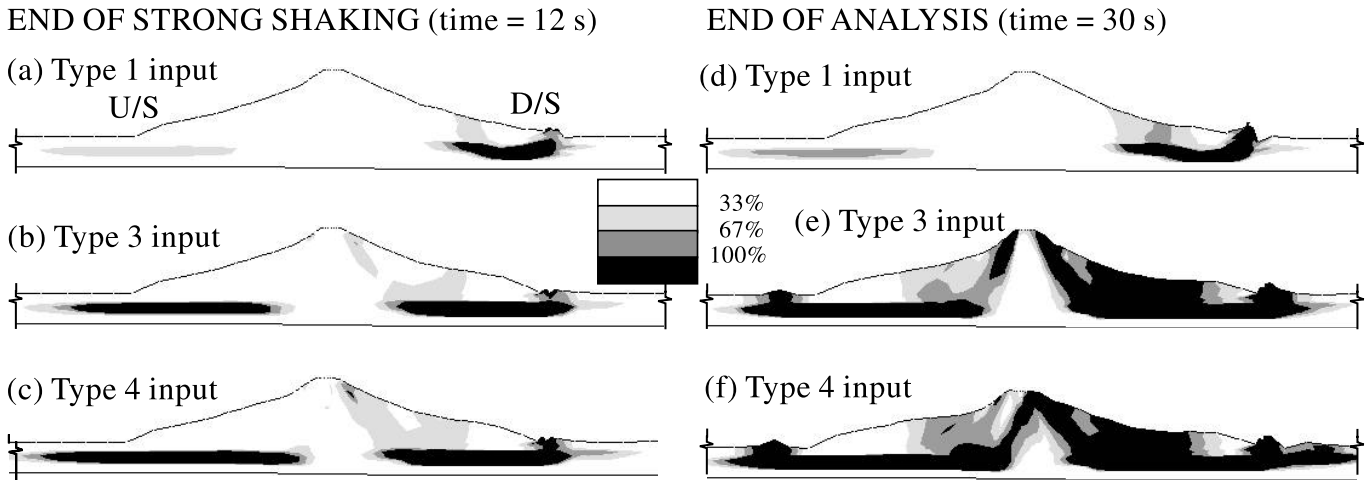 END OF STRONG SHAKING (time = 12 s)
END OF ANALYSIS (time = 30 s)
(a) Type 1 input
U/S
D/S
(d) Type 1 input
33%
67%
100%
(b) Type 3 input
(e) Type 3 input
(c) Type 4 input
(f) Type 4 input